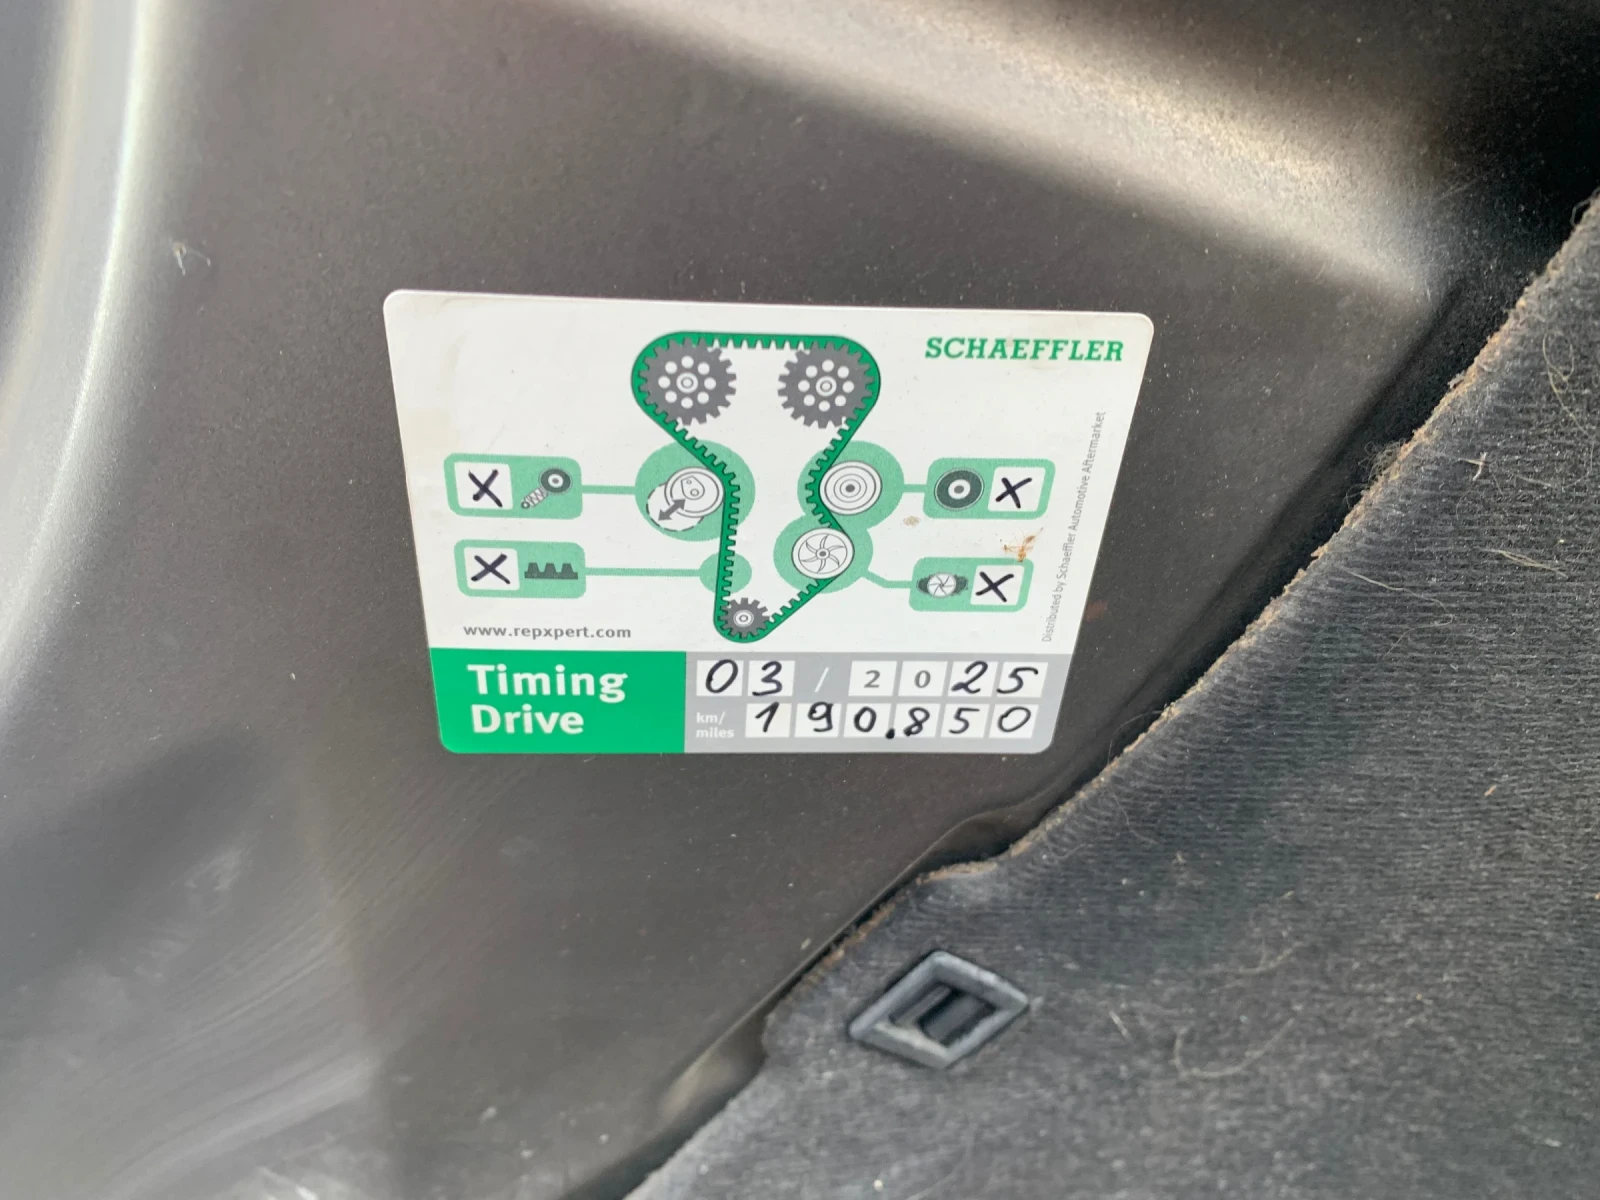 SCHAEFFLER
X
X
X
X
Distributed by Schaeffler Automotive Aftermarket
www.repxpert.com
Timing
Drive
03 / 2025
km/
miles
190.850